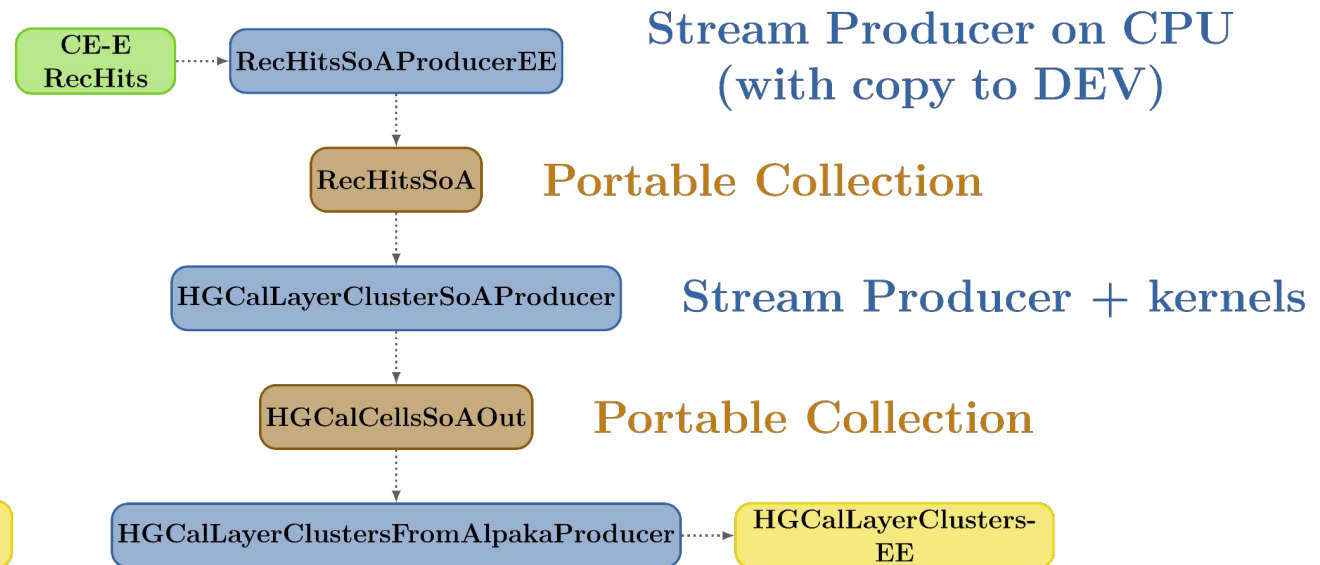 CE-E
RecHits
RecHitsSoAProducerEE
Stream Producer on CPU
(with copy to DEV)
RecHitsSoA
Portable Collection
HGCalLayerClusterSoAProducer
Stream Producer + kernels
HGCalCellsSoAOut
Portable Collection
HGCalLayerClustersFromAlpakaProducer
HGCalLayerClusters-
EE